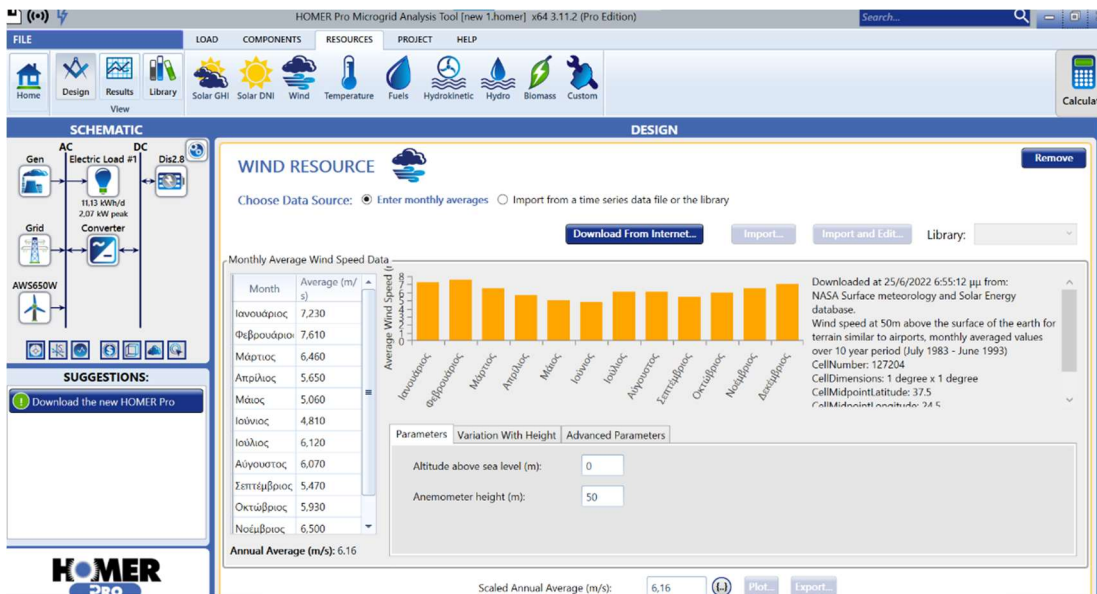 HOMER Pro Microgrid Analysis Tool [new 1.homer] x64 3.11.2 (Pro Edition)
Search...
FILE
LOAD COMPONENTS RESOURCES PROJECT HELP
Home Design Results Library Solar GHI Solar DNI Wind Temperature Fuels Hydrokinetic Hydro Biomass Custom
View
SCHEMATIC
DESIGN
AC DC
Gen Electric Load #1 Dis2.8
11.13 kWh/d
2.07 kW peak
Grid Converter
AWS650W
SUGGESTIONS:
Download the new HOMER Pro
HOMER
WIND RESOURCE
Remove
Choose Data Source: Enter monthly averages Import from a time series data file or the library
Download From Internet... Import... Import and Edit... Library:
Monthly Average Wind Speed Data
Month Average (m/s)
Ιανουάριος 7,230
Φεβρουάριο 7,610
Μάρτιος 6,460
Απρίλιος 5,650
Μάιος 5,060
Ιούνιος 4,810
Ιούλιος 6,120
Αύγουστος 6,070
Σεπτέμβριος 5,470
Οκτώβριος 5,930
Νοέμβριος 6,500
Annual Average (m/s): 6.16
Average Wind Speed (
8
Ιανουάριος Φεβρουάριος Μάρτιος Απρίλιος Μάιος Ιούνιος Ιούλιος Αύγουστος Σεπτέμβριος Οκτώβριος Νοέμβριος Δεκέμβριος
Downloaded at 25/6/2022 6:55:12 μμ from:
NASA Surface meteorology and Solar Energy
database.
Wind speed at 50m above the surface of the earth for
terrain similar to airports, monthly averaged values
over 10 year period (July 1983 - June 1993)
CellNumber: 127204
CellDimensions: 1 degree x 1 degree
CellMidpointLatitude: 37.5
CellMidpointLongitude: 24.5
Parameters Variation With Height Advanced Parameters
Altitude above sea level (m): 0
Anemometer height (m): 50
Scaled Annual Average (m/s): 6,16 {..} Plot... Export...